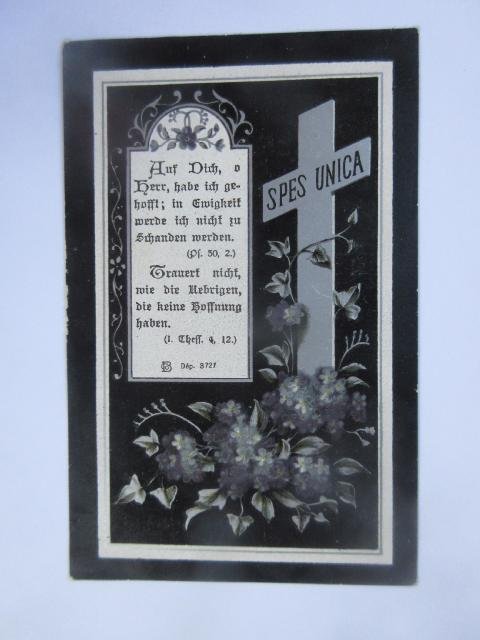 Auf Dich, o
Herr, habe ich ge-
hofft; in Ewigkeit
werde ich nicht zu
Schanden werden.
(Ps. 30, 2.)
Trauert nicht,
wie die Uebrigen,
die keine Hoffnung
haben.
(1. Thess. 4, 12.)
Dép. 8727
SPES UNICA